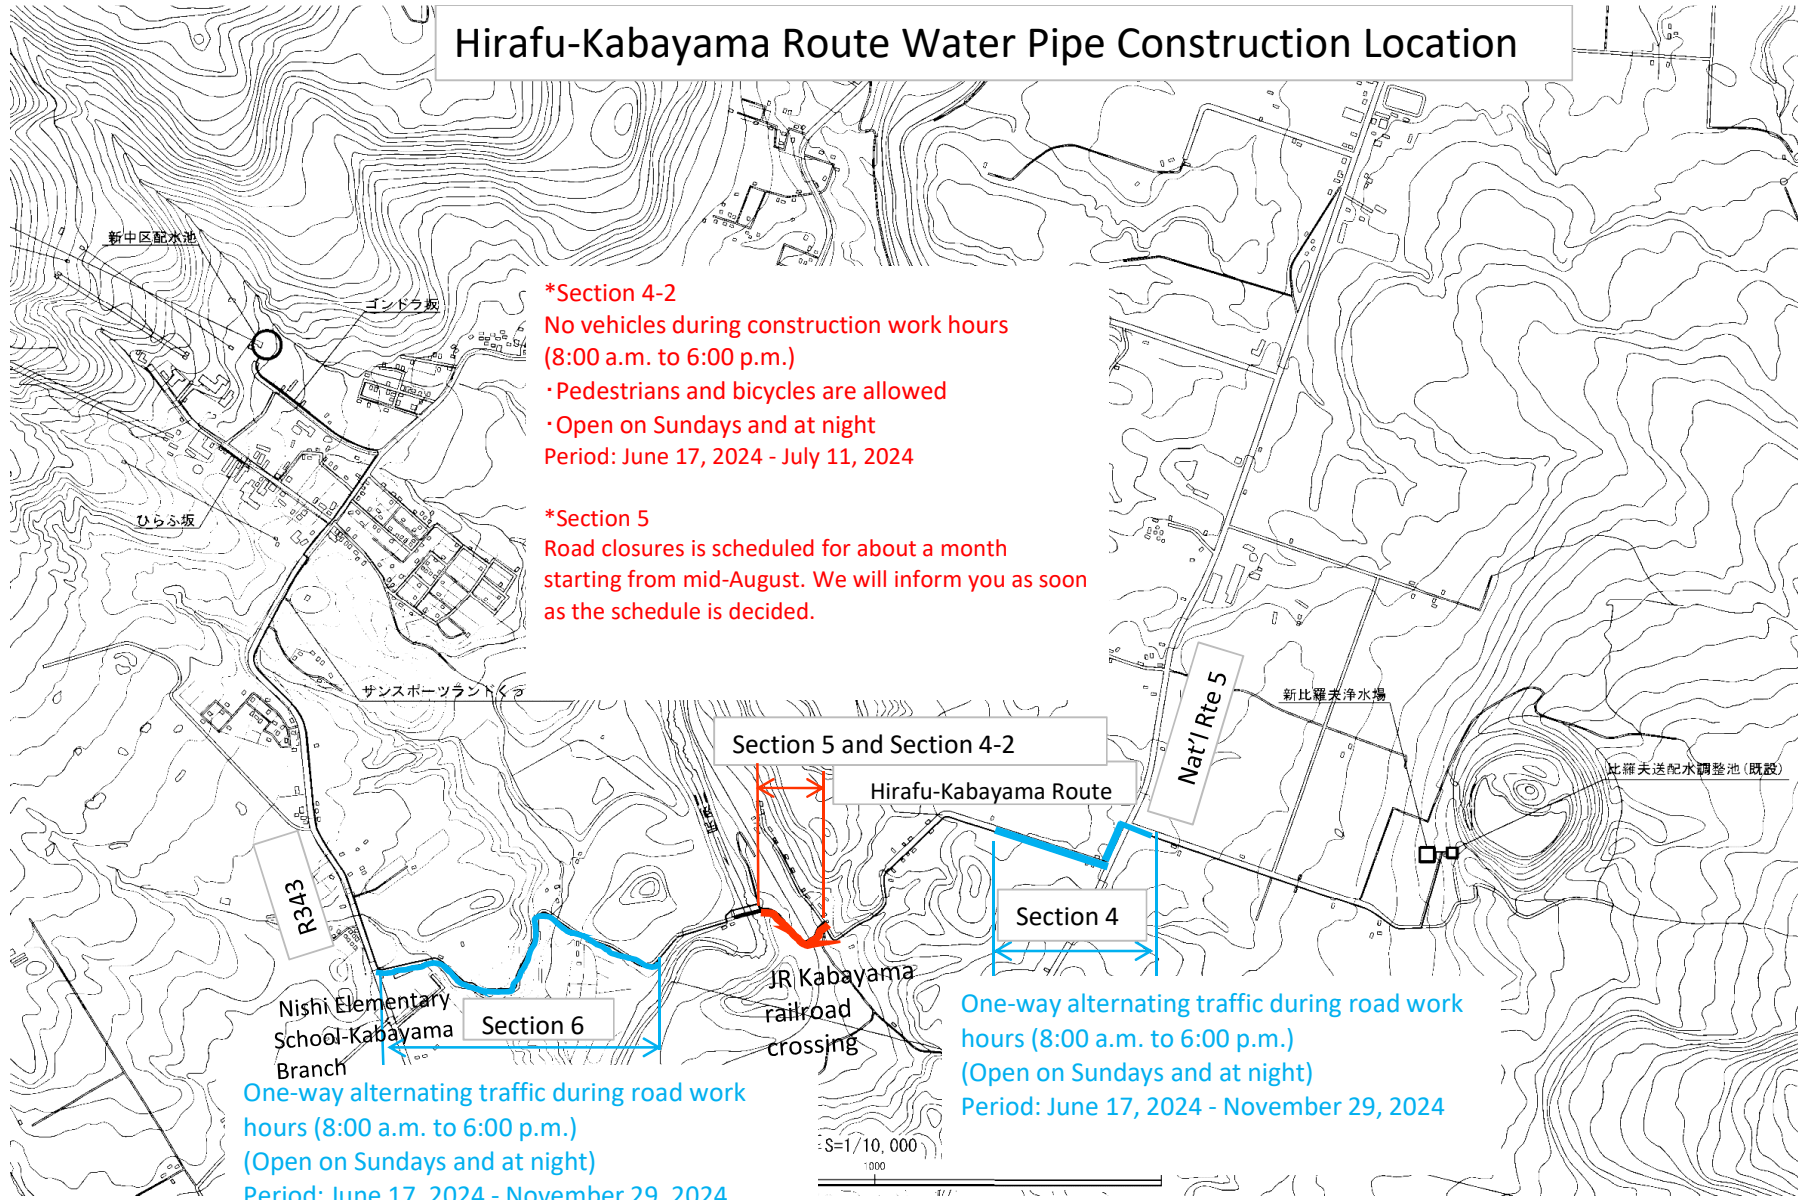 Hirafu-Kabayama Route Water Pipe Construction Location
新中区配水池
ゴンドラ坂
ひらふ坂
*Section 4-2
No vehicles during construction work hours
(8:00 a.m. to 6:00 p.m.)
・Pedestrians and bicycles are allowed
・Open on Sundays and at night
Period: June 17, 2024 - July 11, 2024
*Section 5
Road closures is scheduled for about a month
starting from mid-August. We will inform you as soon
as the schedule is decided.
サンスポーツランドくっ
Section 5 and Section 4-2
Hirafu-Kabayama Route
Nat'l Rte 5
新比羅夫浄水場
比羅夫送配水調整池(既設)
R343
Section 4
Nishi Elementary
School-Kabayama
Branch
Section 6
JR Kabayama
railroad
crossing
One-way alternating traffic during road work
hours (8:00 a.m. to 6:00 p.m.)
(Open on Sundays and at night)
Period: June 17, 2024 - November 29, 2024
One-way alternating traffic during road work
hours (8:00 a.m. to 6:00 p.m.)
(Open on Sundays and at night)
Period: June 17, 2024 - November 29, 2024
S=1/10,000
1000